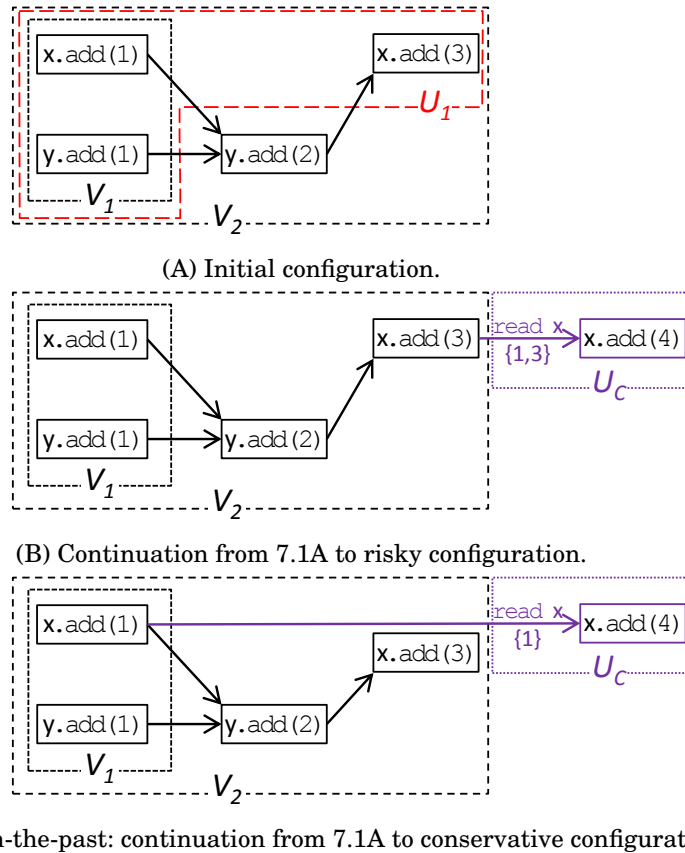 x.add(1) x.add(3)
U1
y.add(1) y.add(2)
V1
V2
(A) Initial configuration.
x.add(1) x.add(3) read x x.add(4)
{1,3}
UC
y.add(1) y.add(2)
V1
V2
(B) Continuation from 7.1A to risky configuration.
x.add(1) read x x.add(4)
x.add(3) {1}
UC
y.add(1) y.add(2)
V1
V2
-the-past: continuation from 7.1A to conservative